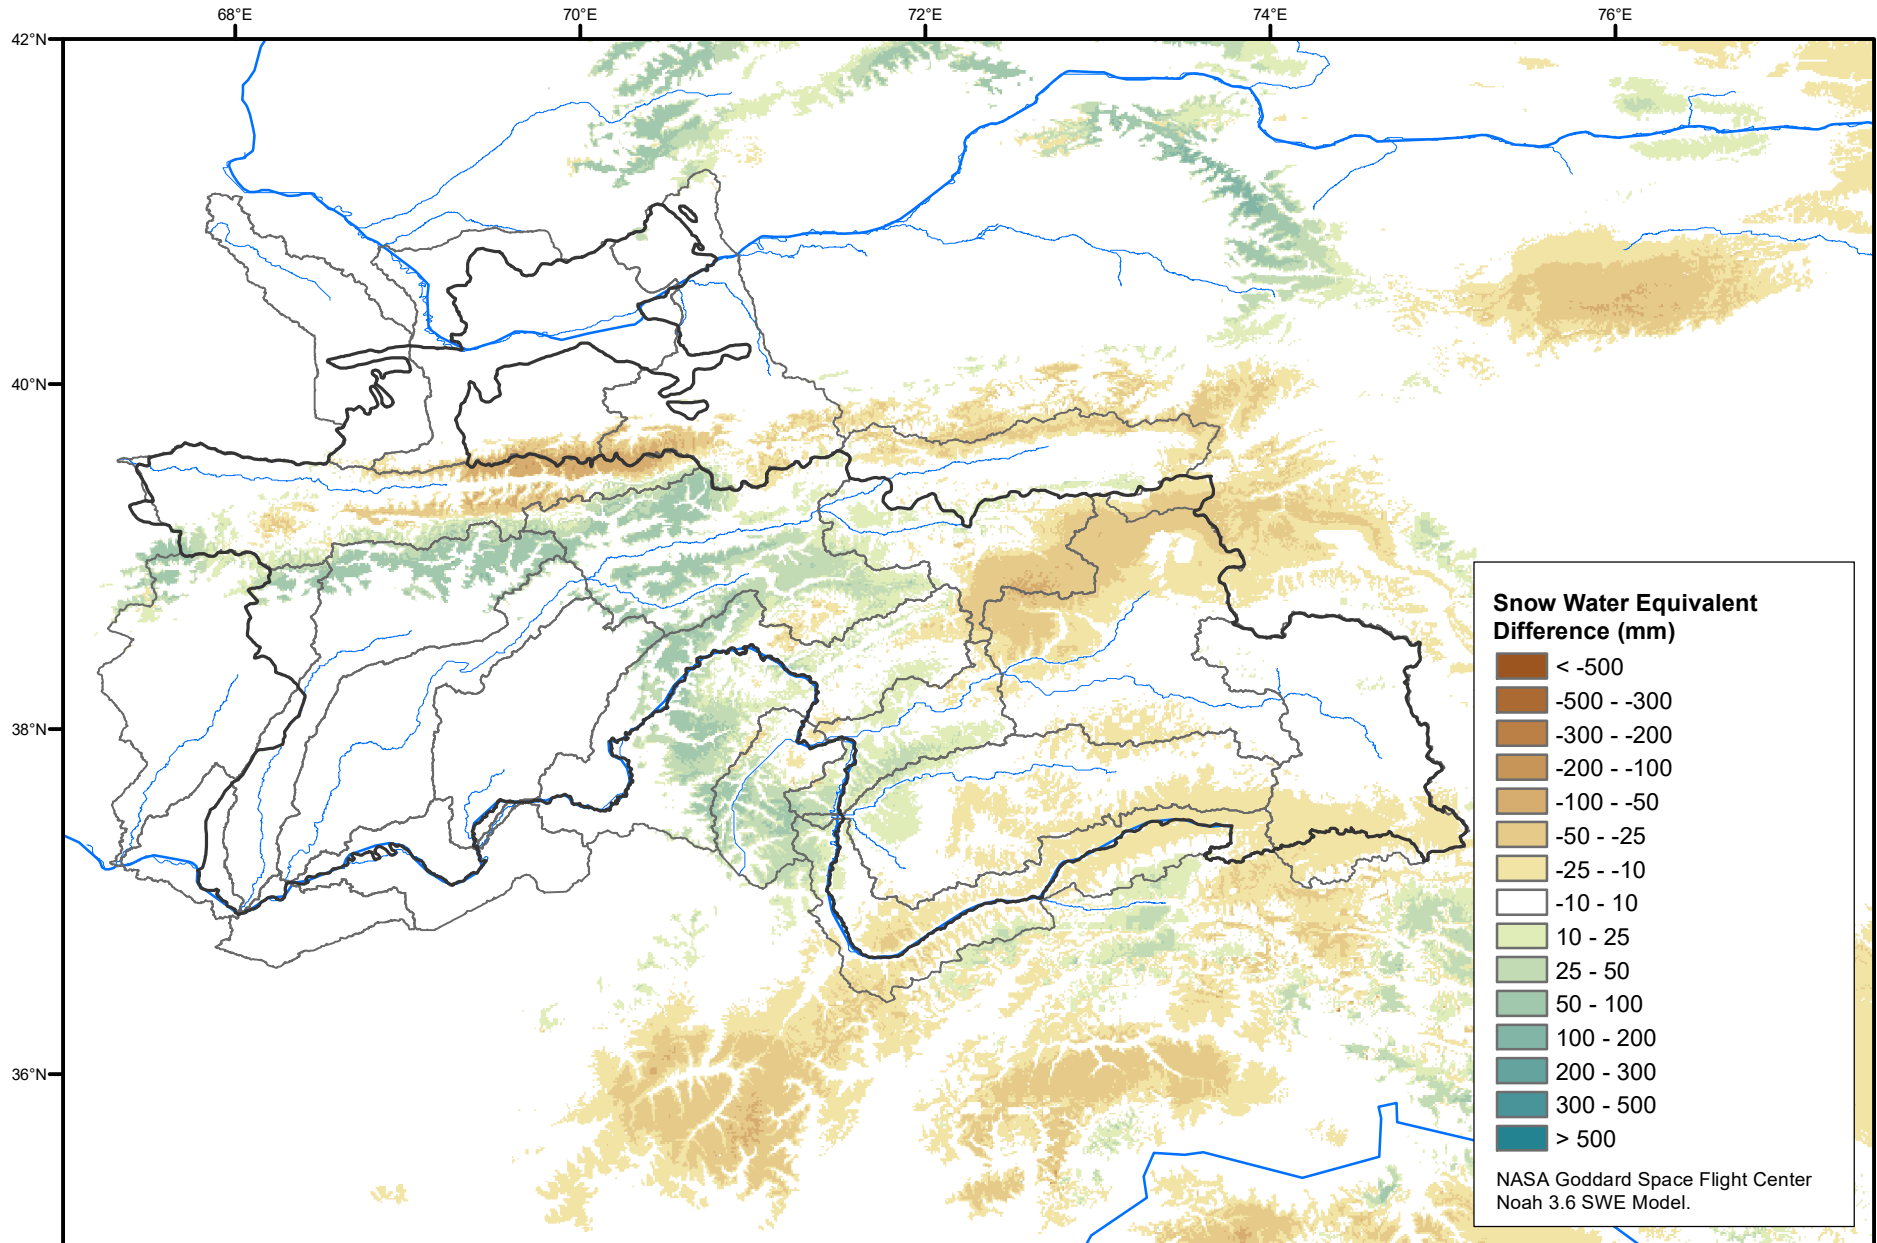 68°E 70°E 72°E 74°E 76°E
42°N
40°N
38°N
36°N
Snow Water Equivalent
Difference (mm)
< -500
-500 - -300
-300 - -200
-200 - -100
-100 - -50
-50 - -25
-25 - -10
-10 - 10
10 - 25
25 - 50
50 - 100
100 - 200
200 - 300
300 - 500
> 500
NASA Goddard Space Flight Center
Noah 3.6 SWE Model.